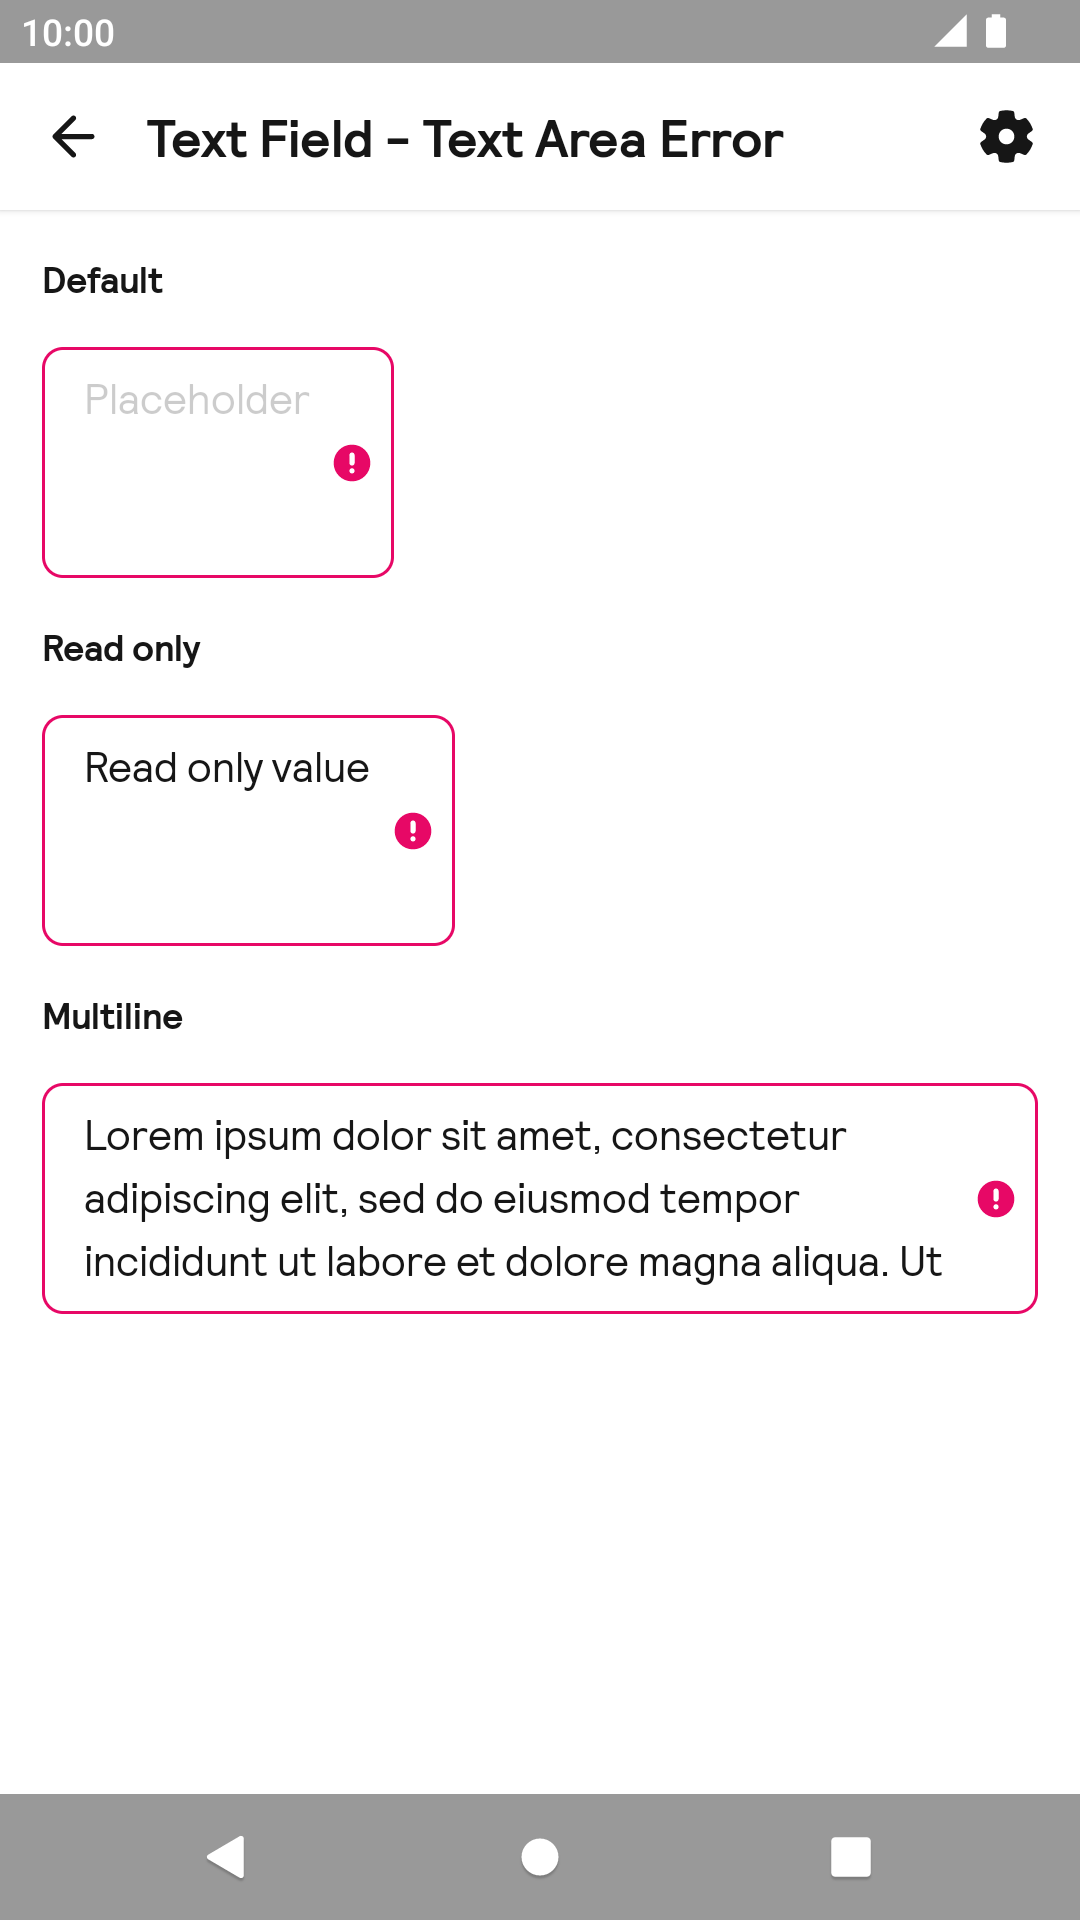 10:00
Text Field - Text Area Error
Default
Placeholder
Read only
Read only value
Multiline
Lorem ipsum dolor sit amet, consectetur
adipiscing elit, sed do eiusmod tempor
incididunt ut labore et dolore magna aliqua. Ut